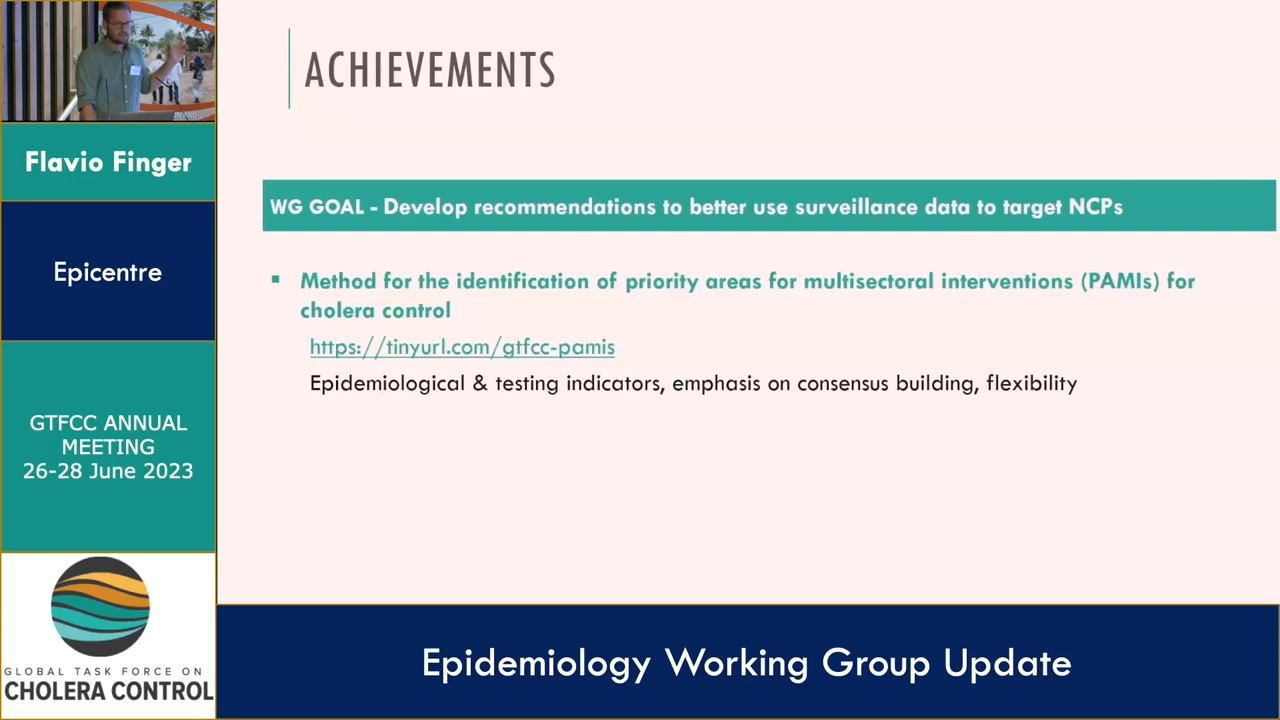 Flavio Finger
Epicentre
GTFCC ANNUAL
MEETING
26-28 June 2023
GLOBAL TASK FORCE ON
CHOLERA CONTROL
ACHIEVEMENTS
WG GOAL - Develop recommendations to better use surveillance data to target NCPs
▪ Method for the identification of priority areas for multisectoral interventions (PAMIs) for
cholera control
https://tinyurl.com/gtfcc-pamis
Epidemiological & testing indicators, emphasis on consensus building, flexibility
Epidemiology Working Group Update